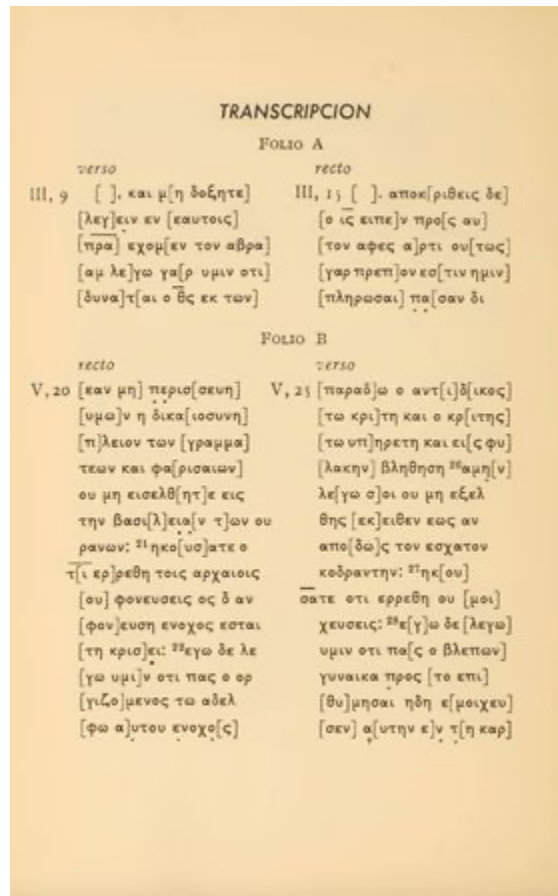 TRANSCRIPCION
FOLIO A
verso
III, 9 [ ]. και μ[η δοξητε]
[λεγ]ειν εν [εαυτοις]
[πρα] εχομ[εν τον αβρα]
[αμ λε]γω γα[ρ υμιν οτι]
[δυνα]τ[αι ο θς εκ των]
recto
III, 15 [ ]. αποκ[ριθεις δε]
[ο ις ειπε]ν προ[ς αυ]
[τον αφες α]ρτι ου[τως]
[γαρ πρεπ]ον εσ[τιν ημιν]
[πληρωσαι] πα[σαν δι
FOLIO B
recto
V, 20 [εαν μη] περισ[σευη]
[υμω]ν η δικα[ιοσυνη]
[π]λειον των [γραμμα]
τεων και φα[ρισαιων]
ου μη εισελθ[ητ]ε εις
την βασι[λ]εια[ν τ]ων ου
ρανων: ²¹ηκο[υσ]ατε ο
τ[ι ερ]ρεθη τοις αρχαιοις
[ου] φονευσεις ος δ αν
[φον]ευση ενοχος εσται
[τη κρισ]ει: ²²εγω δε λε
[γω υμι]ν οτι πας ο ορ
[γιζο]μενος τω αδελ
[φω α]υτου ενοχο[ς]
verso
V, 25 [παραδ]ω ο αντ[ι]δ[ικος]
[τω κρι]τη και ο κρ[ιτης]
[τω υπ]ηρετη και ει[ς φυ]
[λακην] βληθηση ²⁶αμη[ν]
λε[γω σ]οι ου μη εξελ
θης [εκ]ειθεν εως αν
απο[δω]ς τον εσχατον
κοδραντην: ²⁷ηκ[ου]
σατε οτι ερρεθη ου [μοι]
χευσεις: ²⁸ε[γ]ω δε [λεγω]
υμιν οτι πα[ς ο βλεπων]
γυναικα προς [το επι]
[θυ]μησαι ηδη ε[μοιχευ]
[σεν] α[υτην ε]ν τ[η καρ]